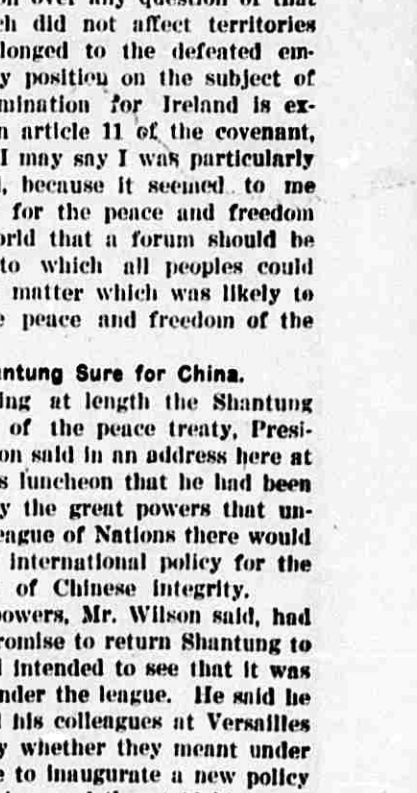 over any question of that
ch did not affect territories
longed to the defeated em-
y position on the subject of
mination for Ireland is ex-
n article 11 of the covenant,
I may say I was particularly
, because it seemed to me
for the peace and freedom
orld that a forum should be
to which all peoples could
matter which was likely to
e peace and freedom of the
antung Sure for China.
ing at length the Shantung
of the peace treaty, Presi-
on said in an address here at
s luncheon that he had been
y the great powers that un-
eague of Nations there would
international policy for the
of Chinese integrity.
powers, Mr. Wilson said, had
romise to return Shantung to
l intended to see that it was
nder the league. He said he
l his colleagues at Versailles
y whether they meant under
e to inaugurate a new policy